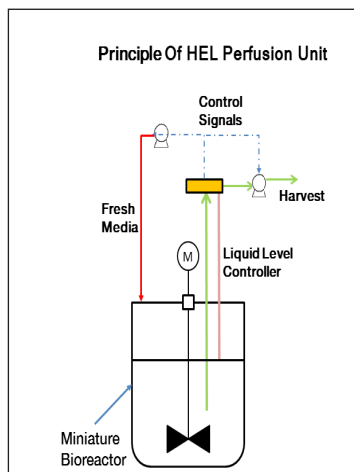 Principle Of HEL Perfusion Unit
Control
Signals
Harvest
Fresh
Media
M
Liquid Level
Controller
Miniature
Bioreactor